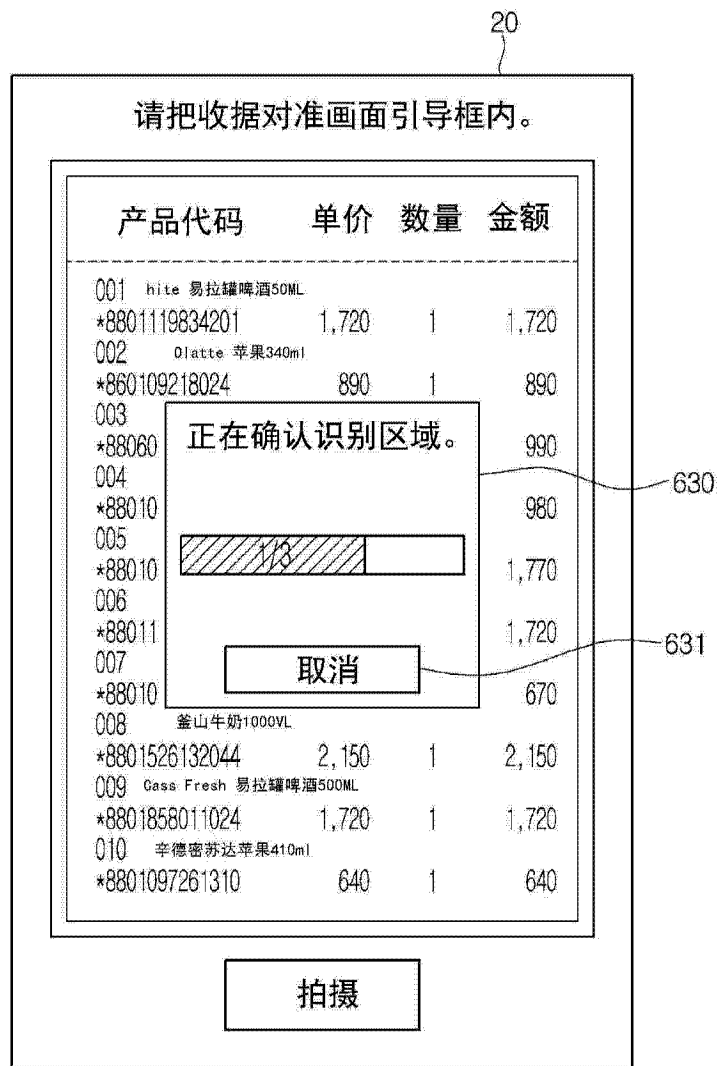 20
请把收据对准画面引导框内。
产品代码 单价 数量 金额
001 hite 易拉罐啤酒50ML
*8801119834201 1,720 1 1,720
002 Olatte 苹果340ml
*860109218024 890 1 890
003
*88060 990
004
*88010 980
005
*88010 1,770
006
*88011 1,720
007
*88010 670
正在确认识别区域。
630
1/3
取消
631
008 釜山牛奶1000VL
*8801526132044 2,150 1 2,150
009 Cass Fresh 易拉罐啤酒500ML
*8801858011024 1,720 1 1,720
010 辛德密苏达苹果410ml
*8801097261310 640 1 640
拍摄